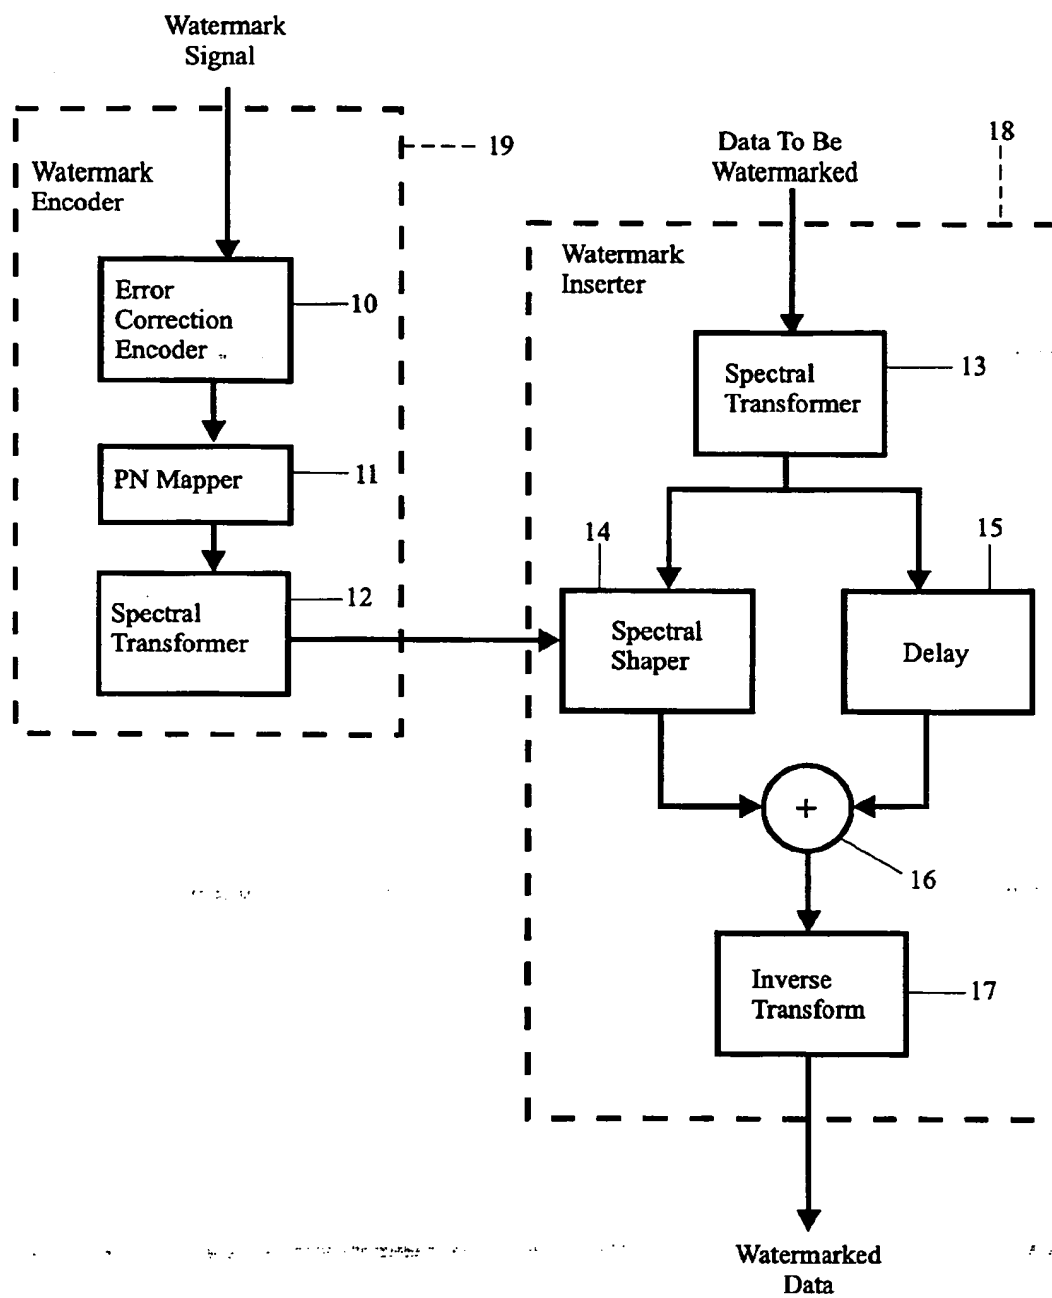 Watermark
Signal
19
Watermark
Encoder
Error
Correction
Encoder
10
PN Mapper
11
Spectral
Transformer
12
Data To Be
Watermarked
18
Watermark
Inserter
Spectral
Transformer
13
14
Spectral
Shaper
15
Delay
+
16
Inverse
Transform
17
Watermarked
Data